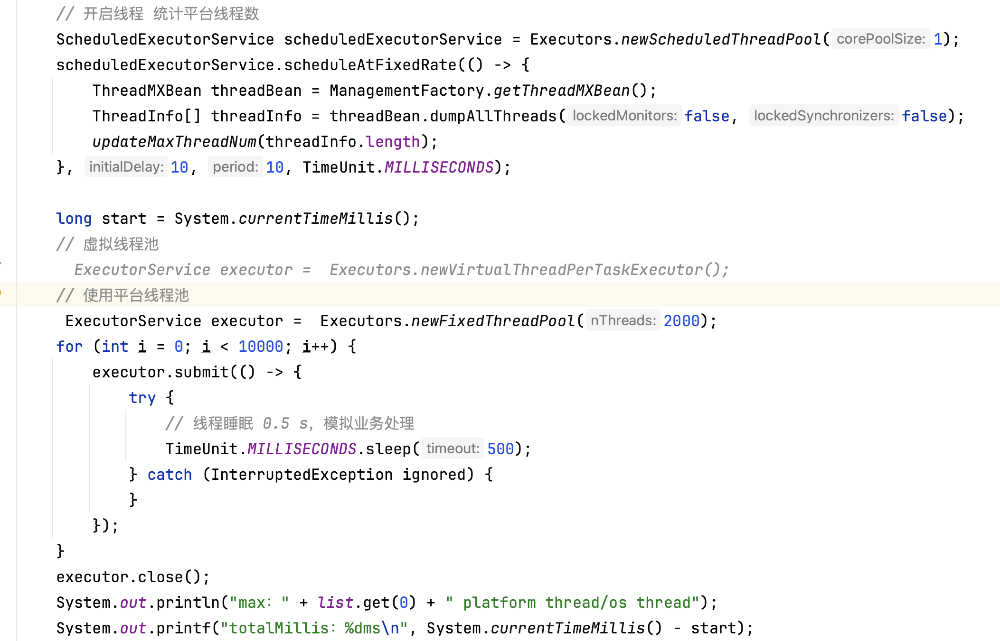 // 开启线程 统计平台线程数
ScheduledExecutorService scheduledExecutorService = Executors.newScheduledThreadPool( corePoolSize: 1);
scheduledExecutorService.scheduleAtFixedRate(() -> {
    ThreadMXBean threadBean = ManagementFactory.getThreadMXBean();
    ThreadInfo[] threadInfo = threadBean.dumpAllThreads( lockedMonitors: false, lockedSynchronizers: false);
    updateMaxThreadNum(threadInfo.length);
}, initialDelay: 10, period: 10, TimeUnit.MILLISECONDS);
long start = System.currentTimeMillis();
// 虚拟线程池
  ExecutorService executor =  Executors.newVirtualThreadPerTaskExecutor();
// 使用平台线程池
 ExecutorService executor =  Executors.newFixedThreadPool( nThreads: 2000);
for (int i = 0; i < 10000; i++) {
    executor.submit(() -> {
        try {
            // 线程睡眠 0.5 s，模拟业务处理
            TimeUnit.MILLISECONDS.sleep( timeout: 500);
        } catch (InterruptedException ignored) {
        }
    });
}
executor.close();
System.out.println("max：" + list.get(0) + " platform thread/os thread");
System.out.printf("totalMillis：%dms\n", System.currentTimeMillis() - start);